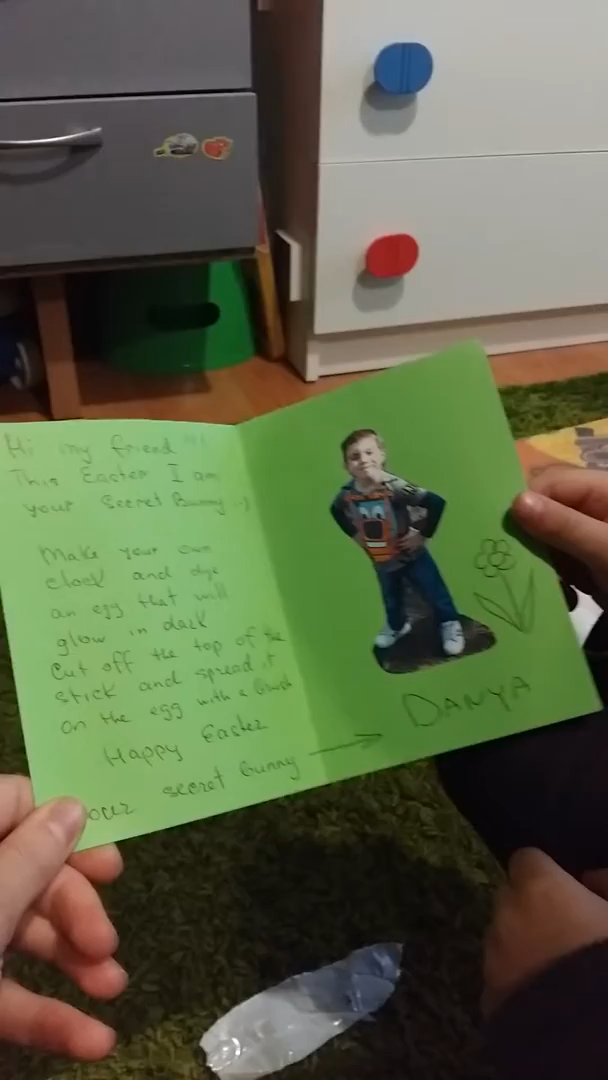 Hi my friend !!!
This Easter I am
your Secret Bunny :)
Make your own
clock and dye
an egg that will
glow in dark
Cut off the top of the
stick and spread it
on the egg with a brush
Happy Easter
our secret Bunny
DANYA